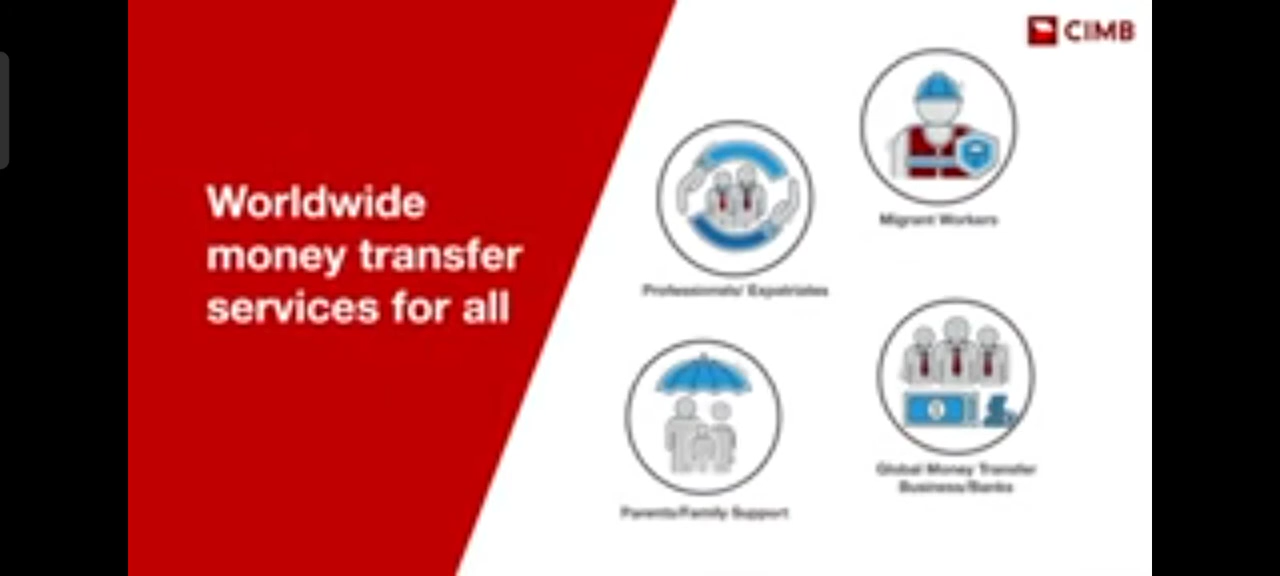 CIMB
Worldwide
money transfer
services for all
Migrant Workers
Professionals/ Expatriates
Parents/Family Support
Global Money Transfer
Business/Banks